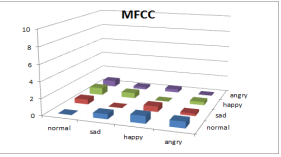 MFCC
10
8
6
4
2
0
normal
sad
happy
angry
angry
happy
sad
normal